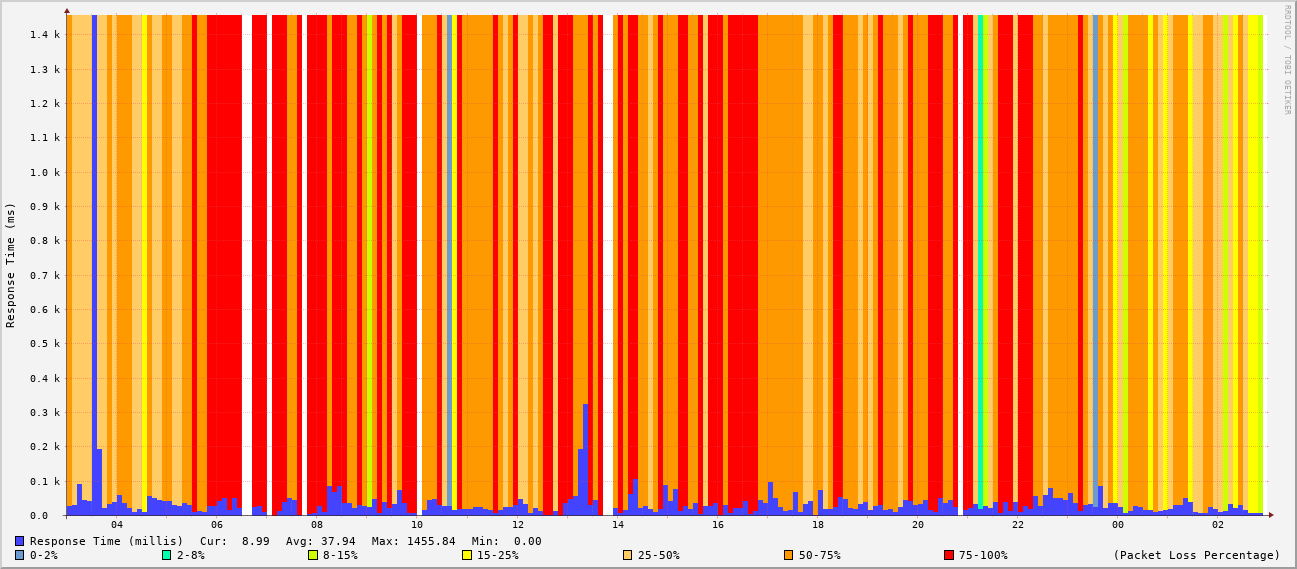 RRDTOOL / TOBI OETIKER
Response Time (ms)
1.4 k
1.3 k
1.2 k
1.1 k
1.0 k
0.9 k
0.8 k
0.7 k
0.6 k
0.5 k
0.4 k
0.3 k
0.2 k
0.1 k
0.0
04 06 08 10 12 14 16 18 20 22 00 02
Response Time (millis) Cur: 8.99 Avg: 37.94 Max: 1455.84 Min: 0.00
0-2% 2-8% 8-15% 15-25% 25-50% 50-75% 75-100% (Packet Loss Percentage)